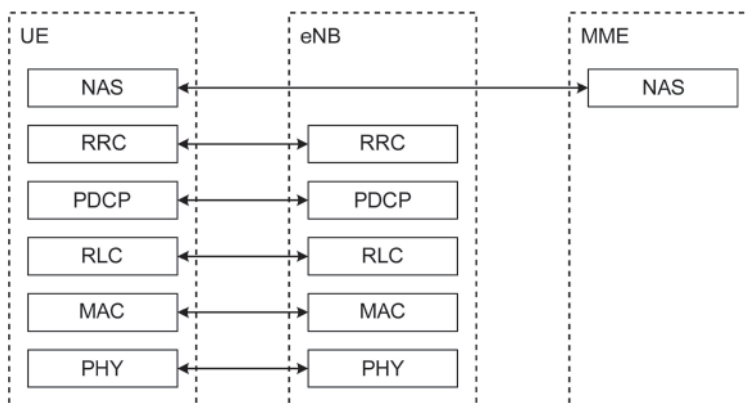 UE eNB MME
NAS NAS
RRC RRC
PDCP PDCP
RLC RLC
MAC MAC
PHY PHY